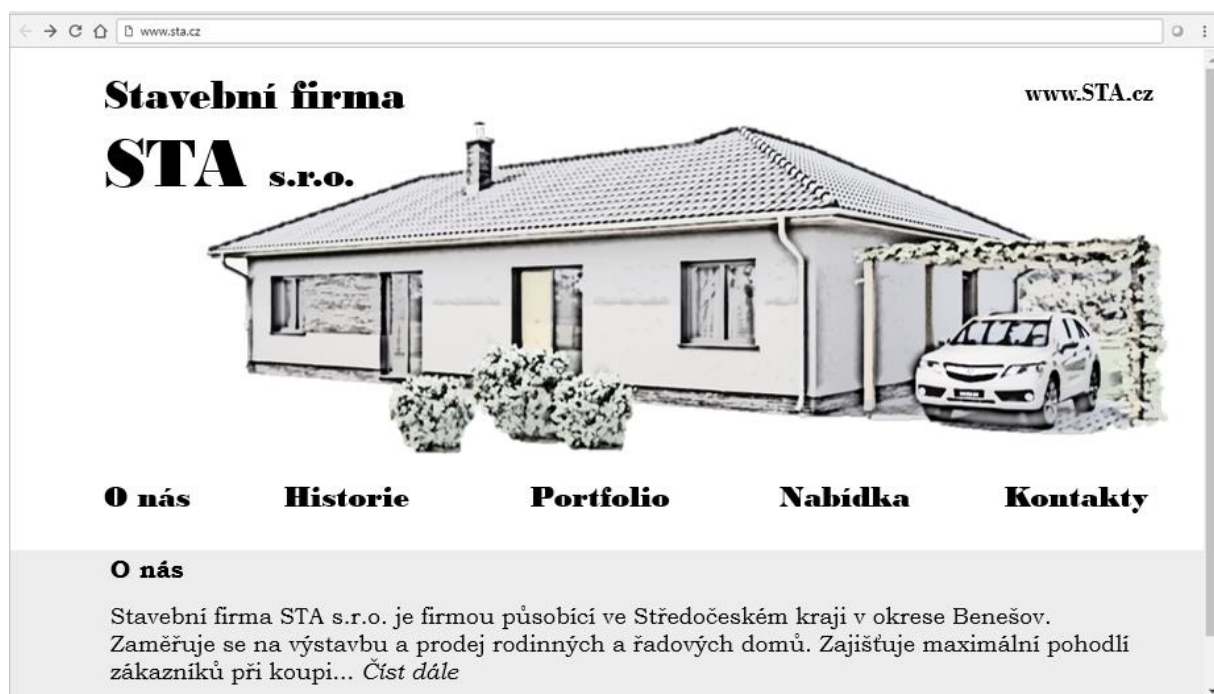 www.sta.cz
Stavební firma
www.STA.cz
STA s.r.o.
O nás Historie Portfolio Nabídka Kontakty
O nás
Stavební firma STA s.r.o. je firmou působící ve Středočeském kraji v okrese Benešov.
Zaměřuje se na výstavbu a prodej rodinných a řadových domů. Zajišťuje maximální pohodlí
zákazníků při koupi... Číst dále